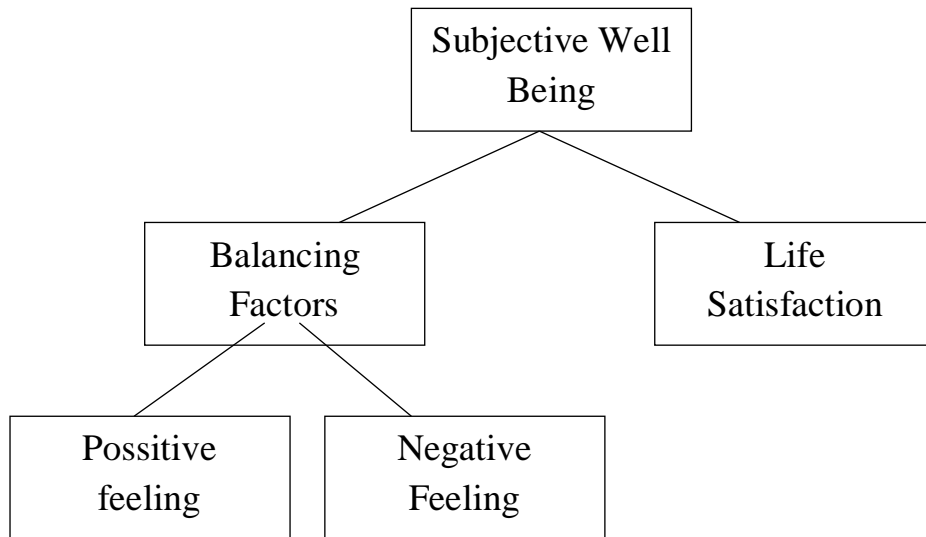 Subjective Well
Being
Balancing
Factors
Life
Satisfaction
Possitive
feeling
Negative
Feeling